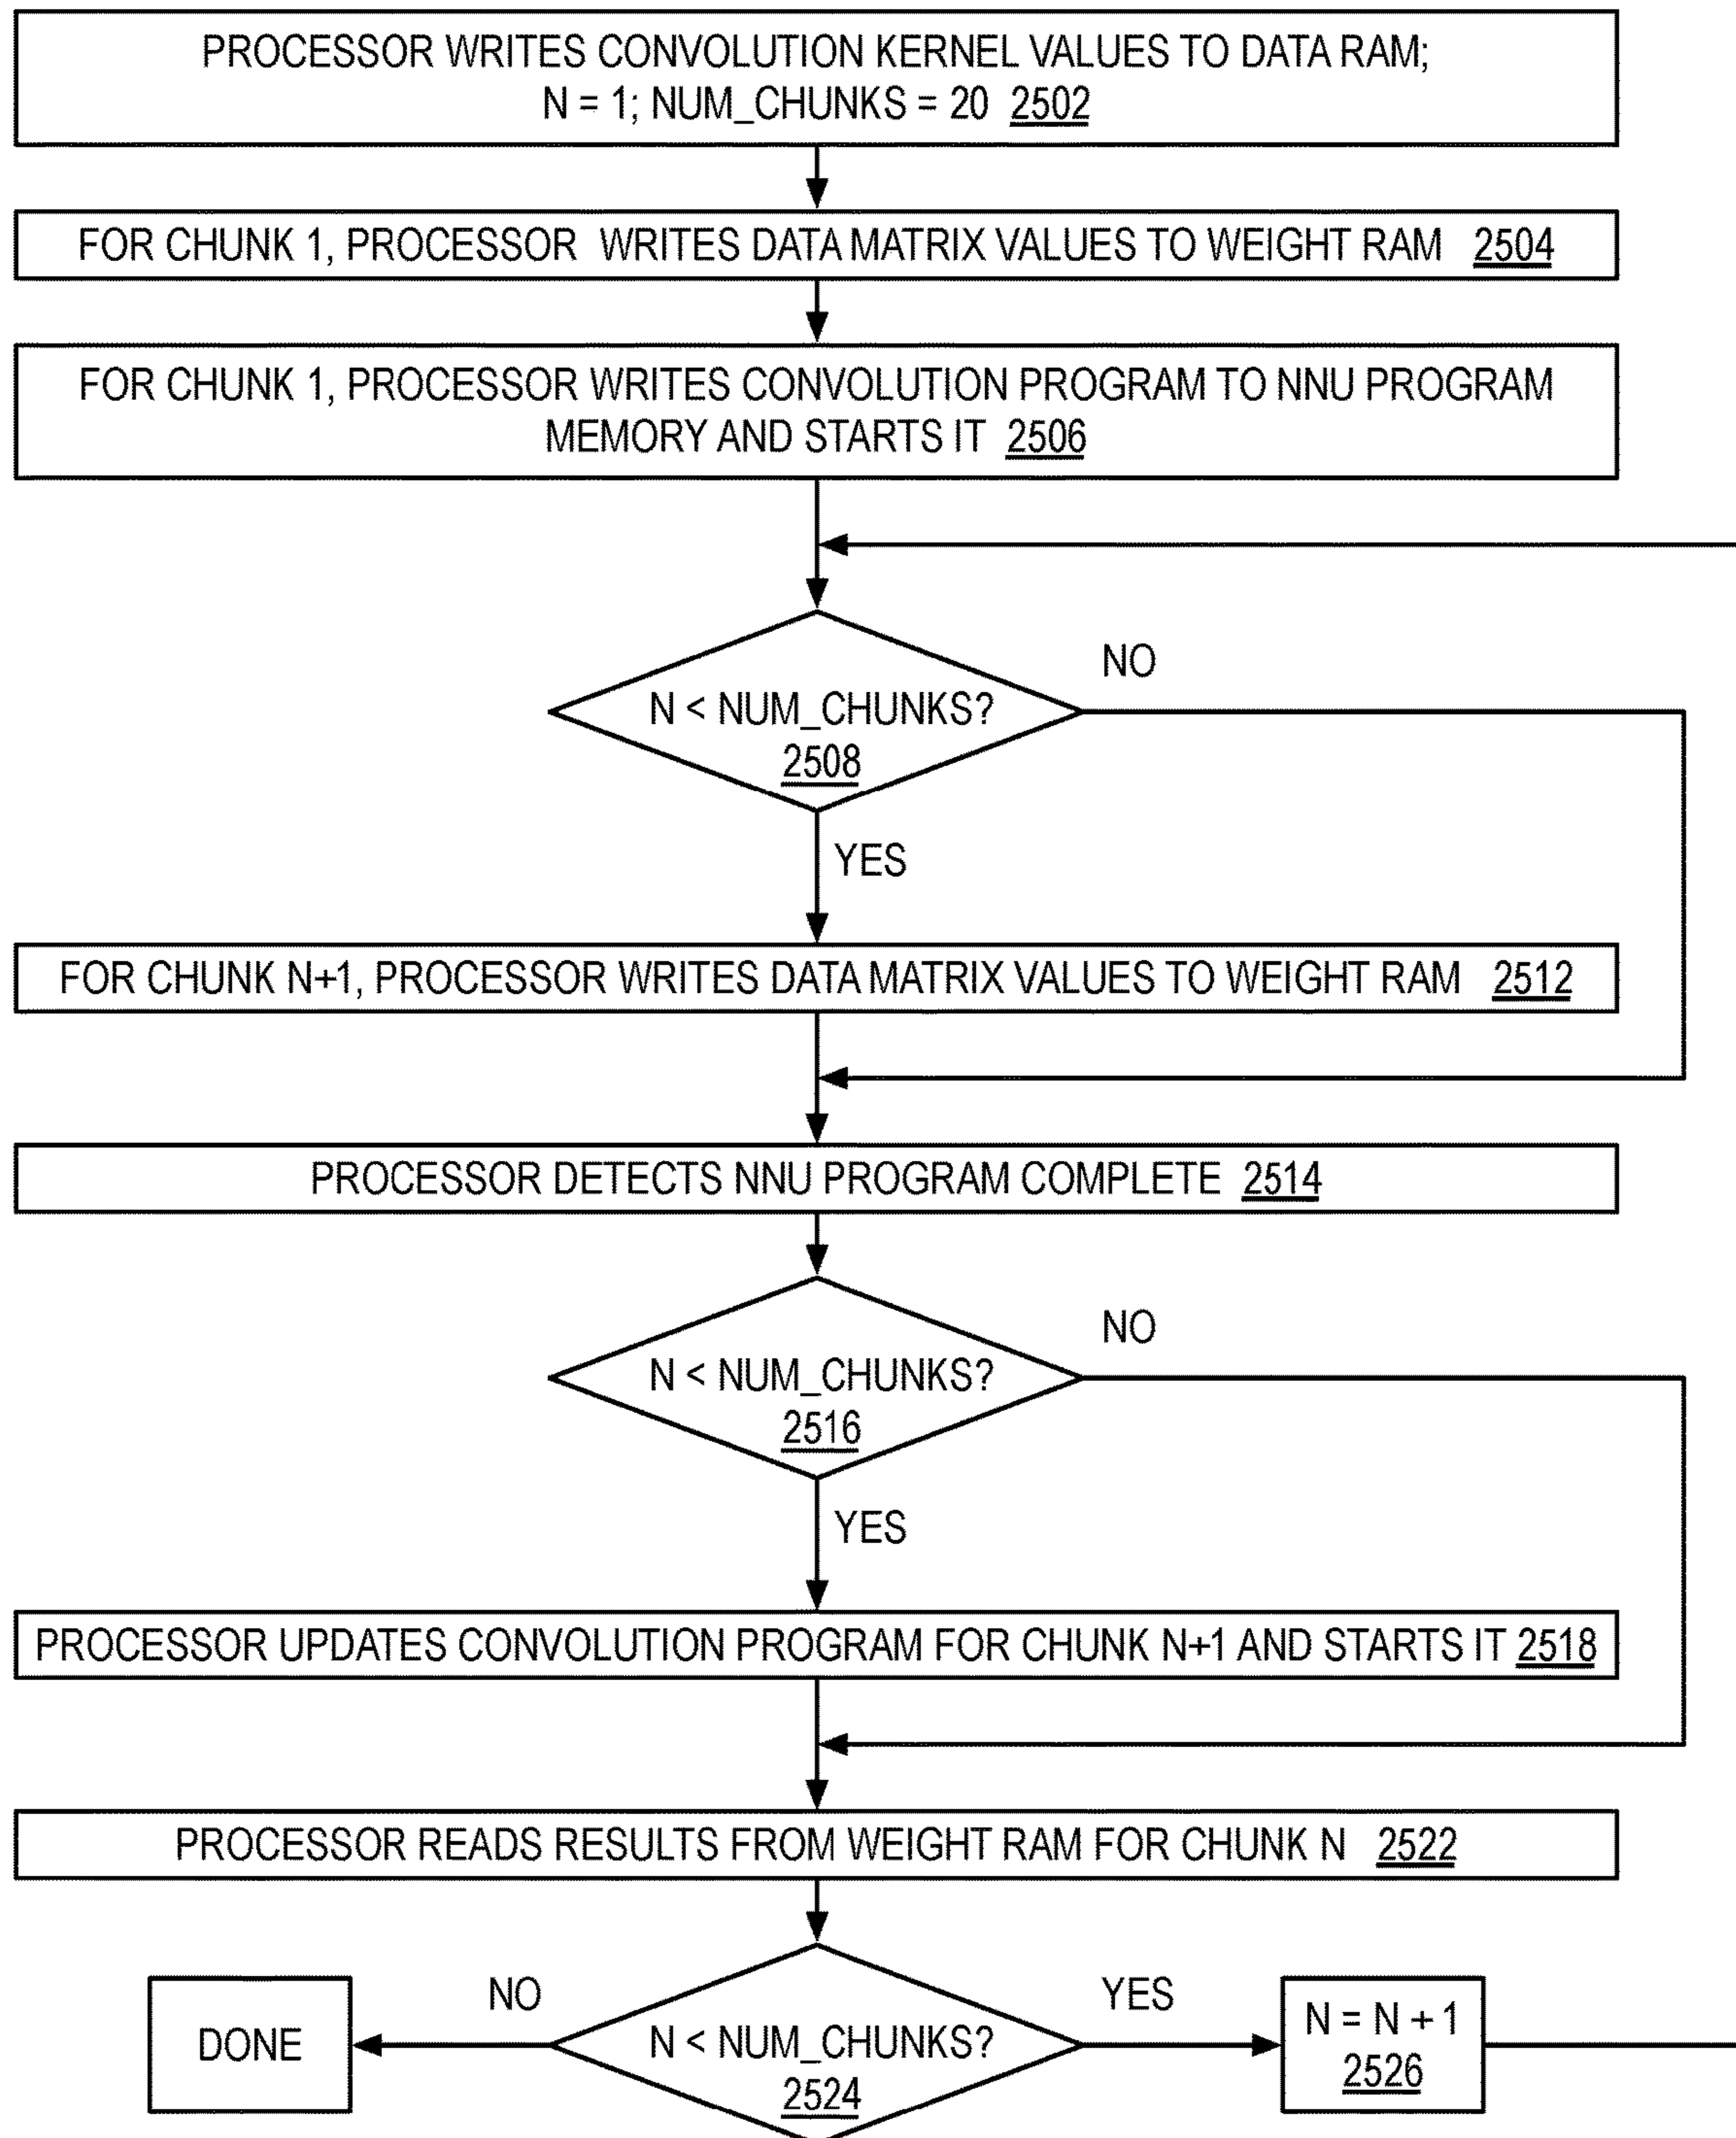 PROCESSOR WRITES CONVOLUTION KERNEL VALUES TO DATA RAM;
N = 1; NUM_CHUNKS = 20 2502
FOR CHUNK 1, PROCESSOR WRITES DATA MATRIX VALUES TO WEIGHT RAM 2504
FOR CHUNK 1, PROCESSOR WRITES CONVOLUTION PROGRAM TO NNU PROGRAM
MEMORY AND STARTS IT 2506
NO
N < NUM_CHUNKS?
2508
YES
FOR CHUNK N+1, PROCESSOR WRITES DATA MATRIX VALUES TO WEIGHT RAM 2512
PROCESSOR DETECTS NNU PROGRAM COMPLETE 2514
NO
N < NUM_CHUNKS?
2516
YES
PROCESSOR UPDATES CONVOLUTION PROGRAM FOR CHUNK N+1 AND STARTS IT 2518
PROCESSOR READS RESULTS FROM WEIGHT RAM FOR CHUNK N 2522
NO
YES
DONE
N < NUM_CHUNKS?
2524
N = N + 1
2526